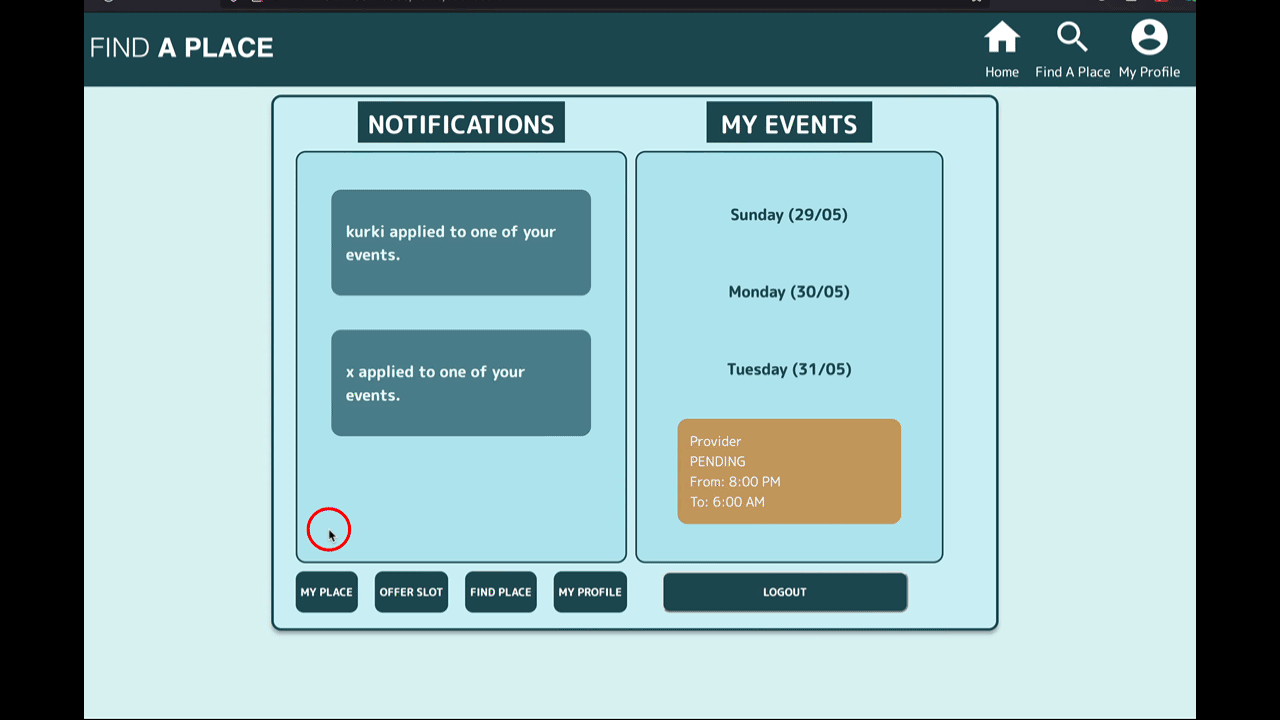 FIND A PLACE
Home
Find A Place
My Profile
NOTIFICATIONS
kurki applied to one of your
events.
x applied to one of your
events.
MY EVENTS
Sunday (29/05)
Monday (30/05)
Tuesday (31/05)
Provider
PENDING
From: 8:00 PM
To: 6:00 AM
MY PLACE
OFFER SLOT
FIND PLACE
MY PROFILE
LOGOUT